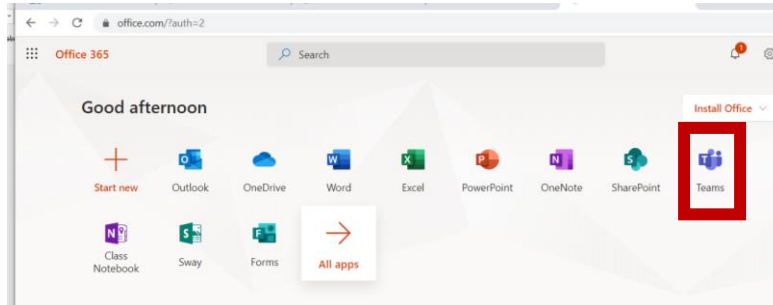 office.com/?auth=2
Office 365
Search
1
Good afternoon
Install Office
Start new
Outlook
OneDrive
Word
Excel
PowerPoint
OneNote
SharePoint
Teams
Class
Notebook
Sway
Forms
All apps